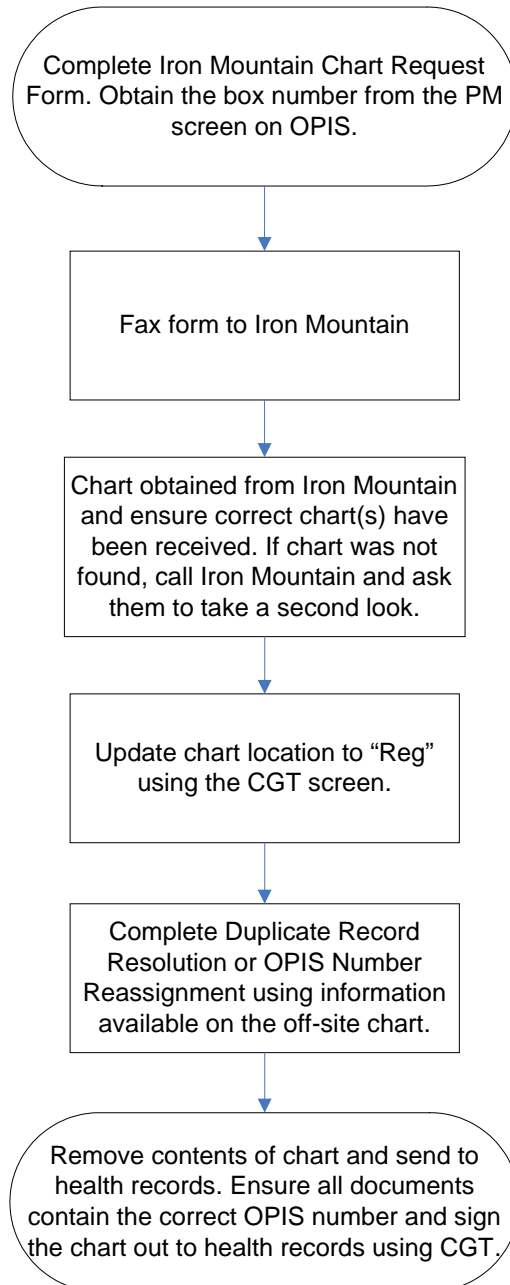 Complete Iron Mountain Chart Request
Form. Obtain the box number from the PM
screen on OPIS.
Fax form to Iron Mountain
Chart obtained from Iron Mountain
and ensure correct chart(s) have
been received. If chart was not
found, call Iron Mountain and ask
them to take a second look.
Update chart location to “Reg”
using the CGT screen.
Complete Duplicate Record
Resolution or OPIS Number
Reassignment using information
available on the off-site chart.
Remove contents of chart and send to
health records. Ensure all documents
contain the correct OPIS number and sign
the chart out to health records using CGT.